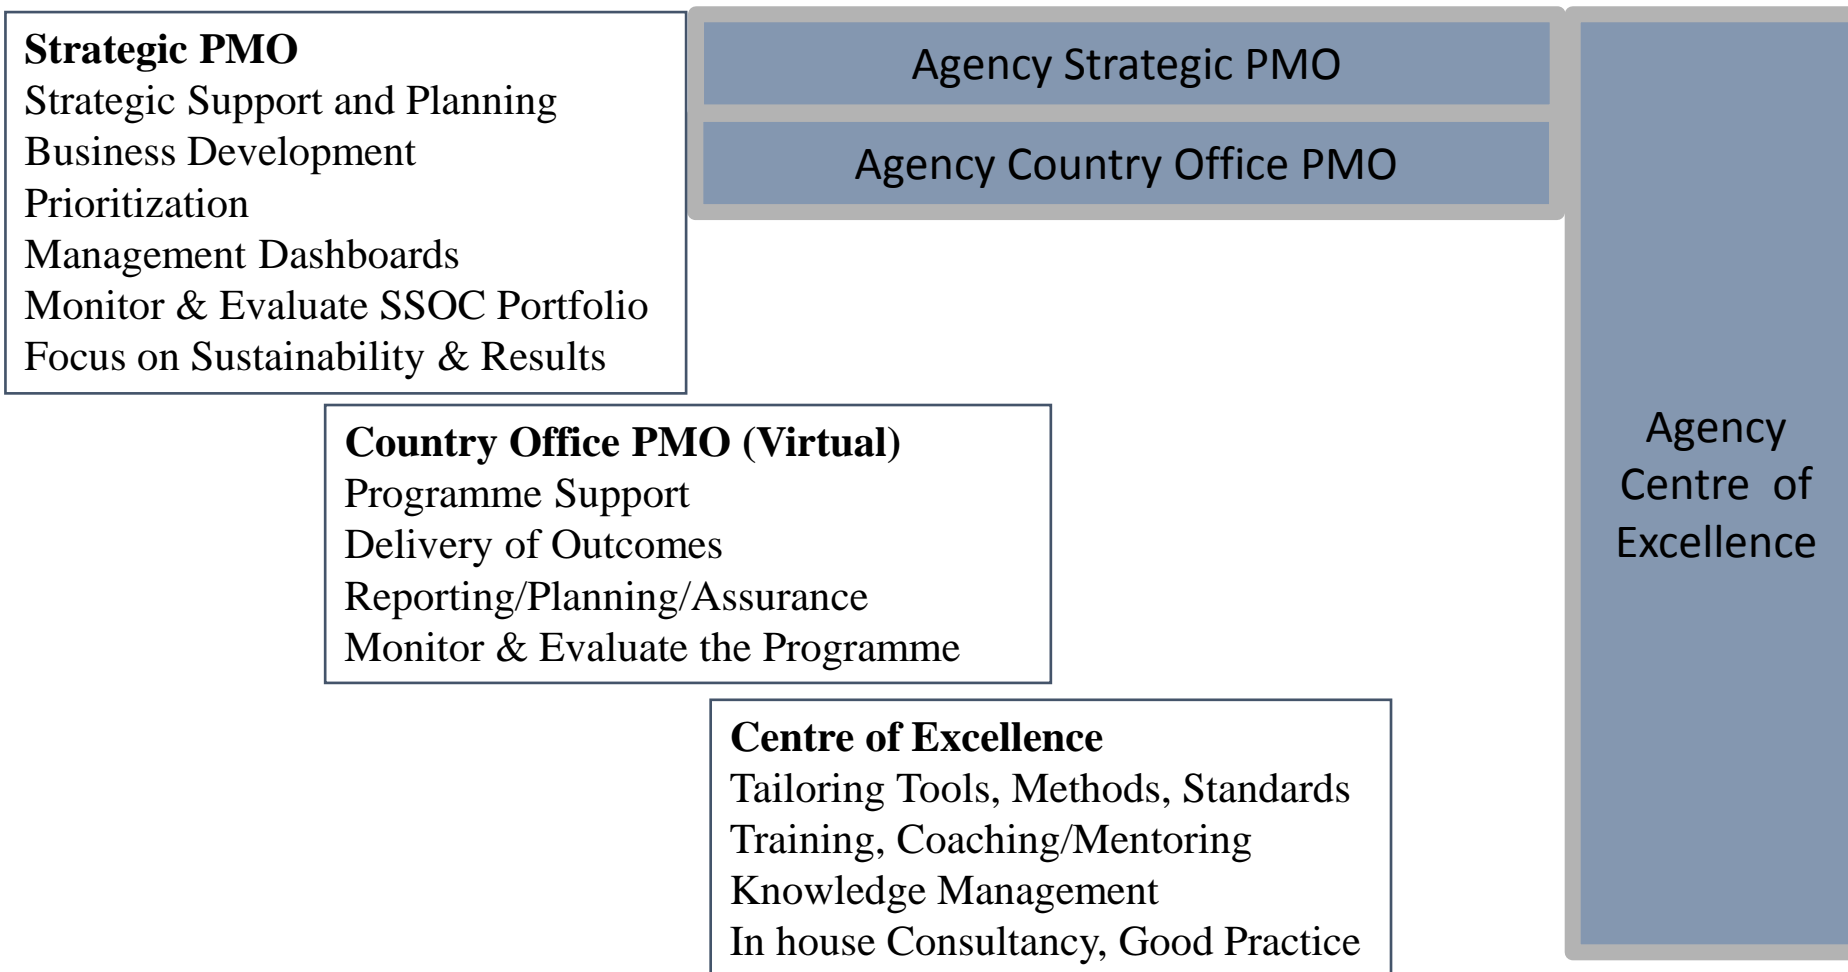 Strategic PMO
Strategic Support and Planning
Business Development
Prioritization
Management Dashboards
Monitor & Evaluate SSOC Portfolio
Focus on Sustainability & Results
Agency Strategic PMO
Agency Country Office PMO
Country Office PMO (Virtual)
Programme Support
Delivery of Outcomes
Reporting/Planning/Assurance
Monitor & Evaluate the Programme
Centre of Excellence
Tailoring Tools, Methods, Standards
Training, Coaching/Mentoring
Knowledge Management
In house Consultancy, Good Practice
Agency
Centre of
Excellence